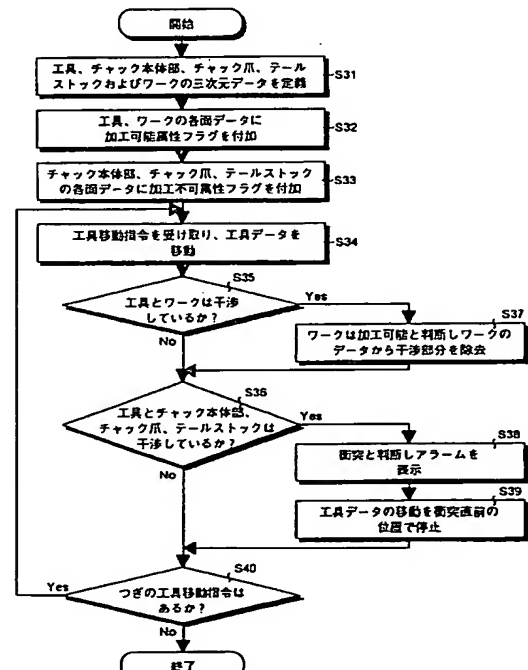 開始
工具、チャック本体部、チャック爪、テール
ストックおよびワークの三次元データを定義
S31
工具、ワークの各面データに
加工可能属性フラグを付加
S32
チャック本体部、チャック爪、テールストック
の各面データに加工不可属性フラグを付加
S33
工具移動指令を受け取り、工具データを
移動
S34
S35
工具とワークは干渉
しているか？
Yes
No
S37
ワークは加工可能と判断しワークの
データから干渉部分を除去
S36
工具とチャック本体部、
チャック爪、テールストックは
干渉しているか？
Yes
No
S38
衝突と判断しアラームを
表示
S39
工具データの移動を衝突直前の
位置で停止
S40
つぎの工具移動指令は
あるか？
Yes
No
終了